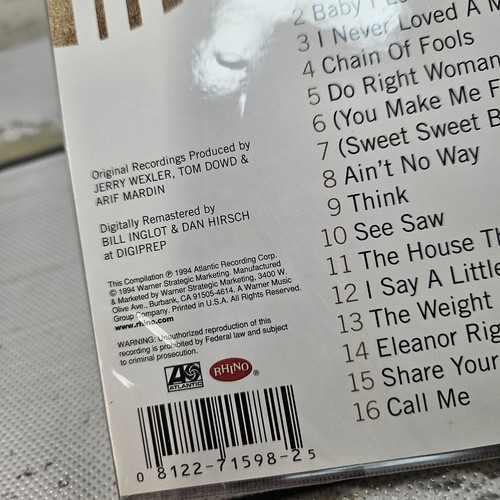 2 Baby I
3 I Never Loved A
4 Chain Of Fools
5 Do Right Woman
6 (You Make Me F
7 (Sweet Sweet B
8 Ain't No Way
9 Think
10 See Saw
11 The House Th
12 I Say A Little
13 The Weight
14 Eleanor Rig
15 Share Your
16 Call Me
Original Recordings Produced by
JERRY WEXLER, TOM DOWD &
ARIF MARDIN
Digitally Remastered by
BILL INGLOT & DAN HIRSCH
at DIGIPREP
This Compilation ℗ 1994 Atlantic Recording Corp.
© 1994 Warner Strategic Marketing. Manufactured
& Marketed by Warner Strategic Marketing, 3400 W.
Olive Ave., Burbank, CA 91505-4614. A Warner Music
Group Company. Printed in U.S.A. All Rights Reserved.
www.rhino.com
WARNING: Unauthorized reproduction of this
recording is prohibited by Federal law and subject
to criminal prosecution.
ATLANTIC
RHINO ®
0 8122-71598-2 5